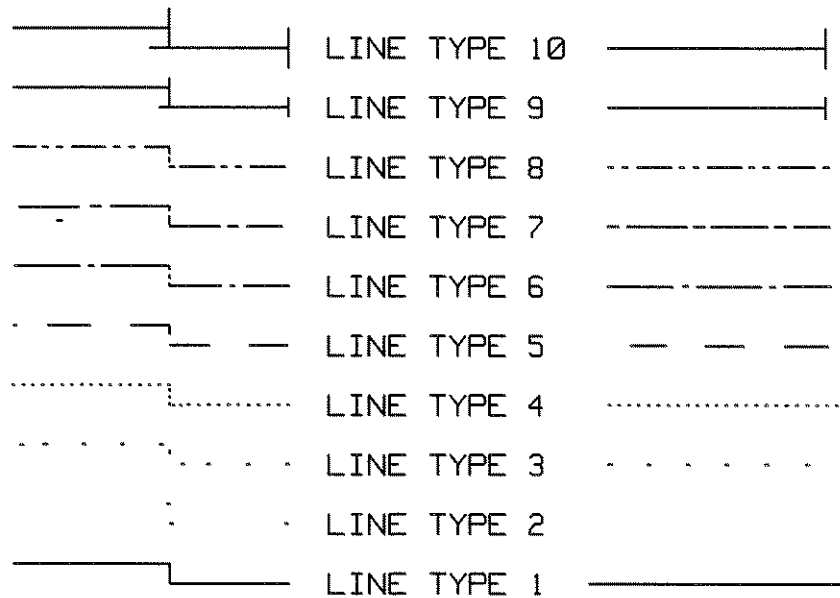 LINE TYPE 10
LINE TYPE 9
LINE TYPE 8
LINE TYPE 7
LINE TYPE 6
LINE TYPE 5
LINE TYPE 4
LINE TYPE 3
LINE TYPE 2
LINE TYPE 1